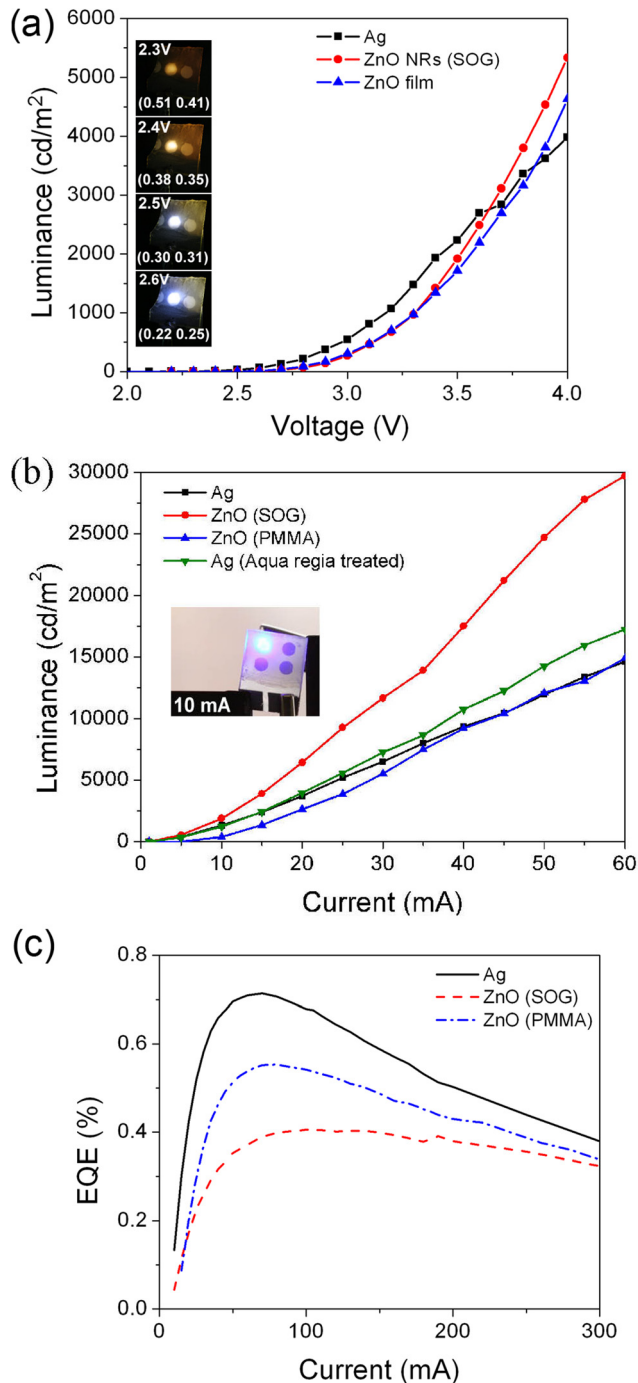 (a)
6000
5000
4000
3000
2000
1000
0
Luminance (cd/m²)
2.3V
(0.51 0.41)
2.4V
(0.38 0.35)
2.5V
(0.30 0.31)
2.6V
(0.22 0.25)
Ag
ZnO NRs (SOG)
ZnO film
2.0 2.5 3.0 3.5 4.0
Voltage (V)
(b)
30000
25000
20000
15000
10000
5000
0
Luminance (cd/m²)
Ag
ZnO (SOG)
ZnO (PMMA)
Ag (Aqua regia treated)
10 mA
0 10 20 30 40 50 60
Current (mA)
(c)
0.8
0.6
0.4
0.2
0.0
EQE (%)
Ag
ZnO (SOG)
ZnO (PMMA)
0 100 200 300
Current (mA)